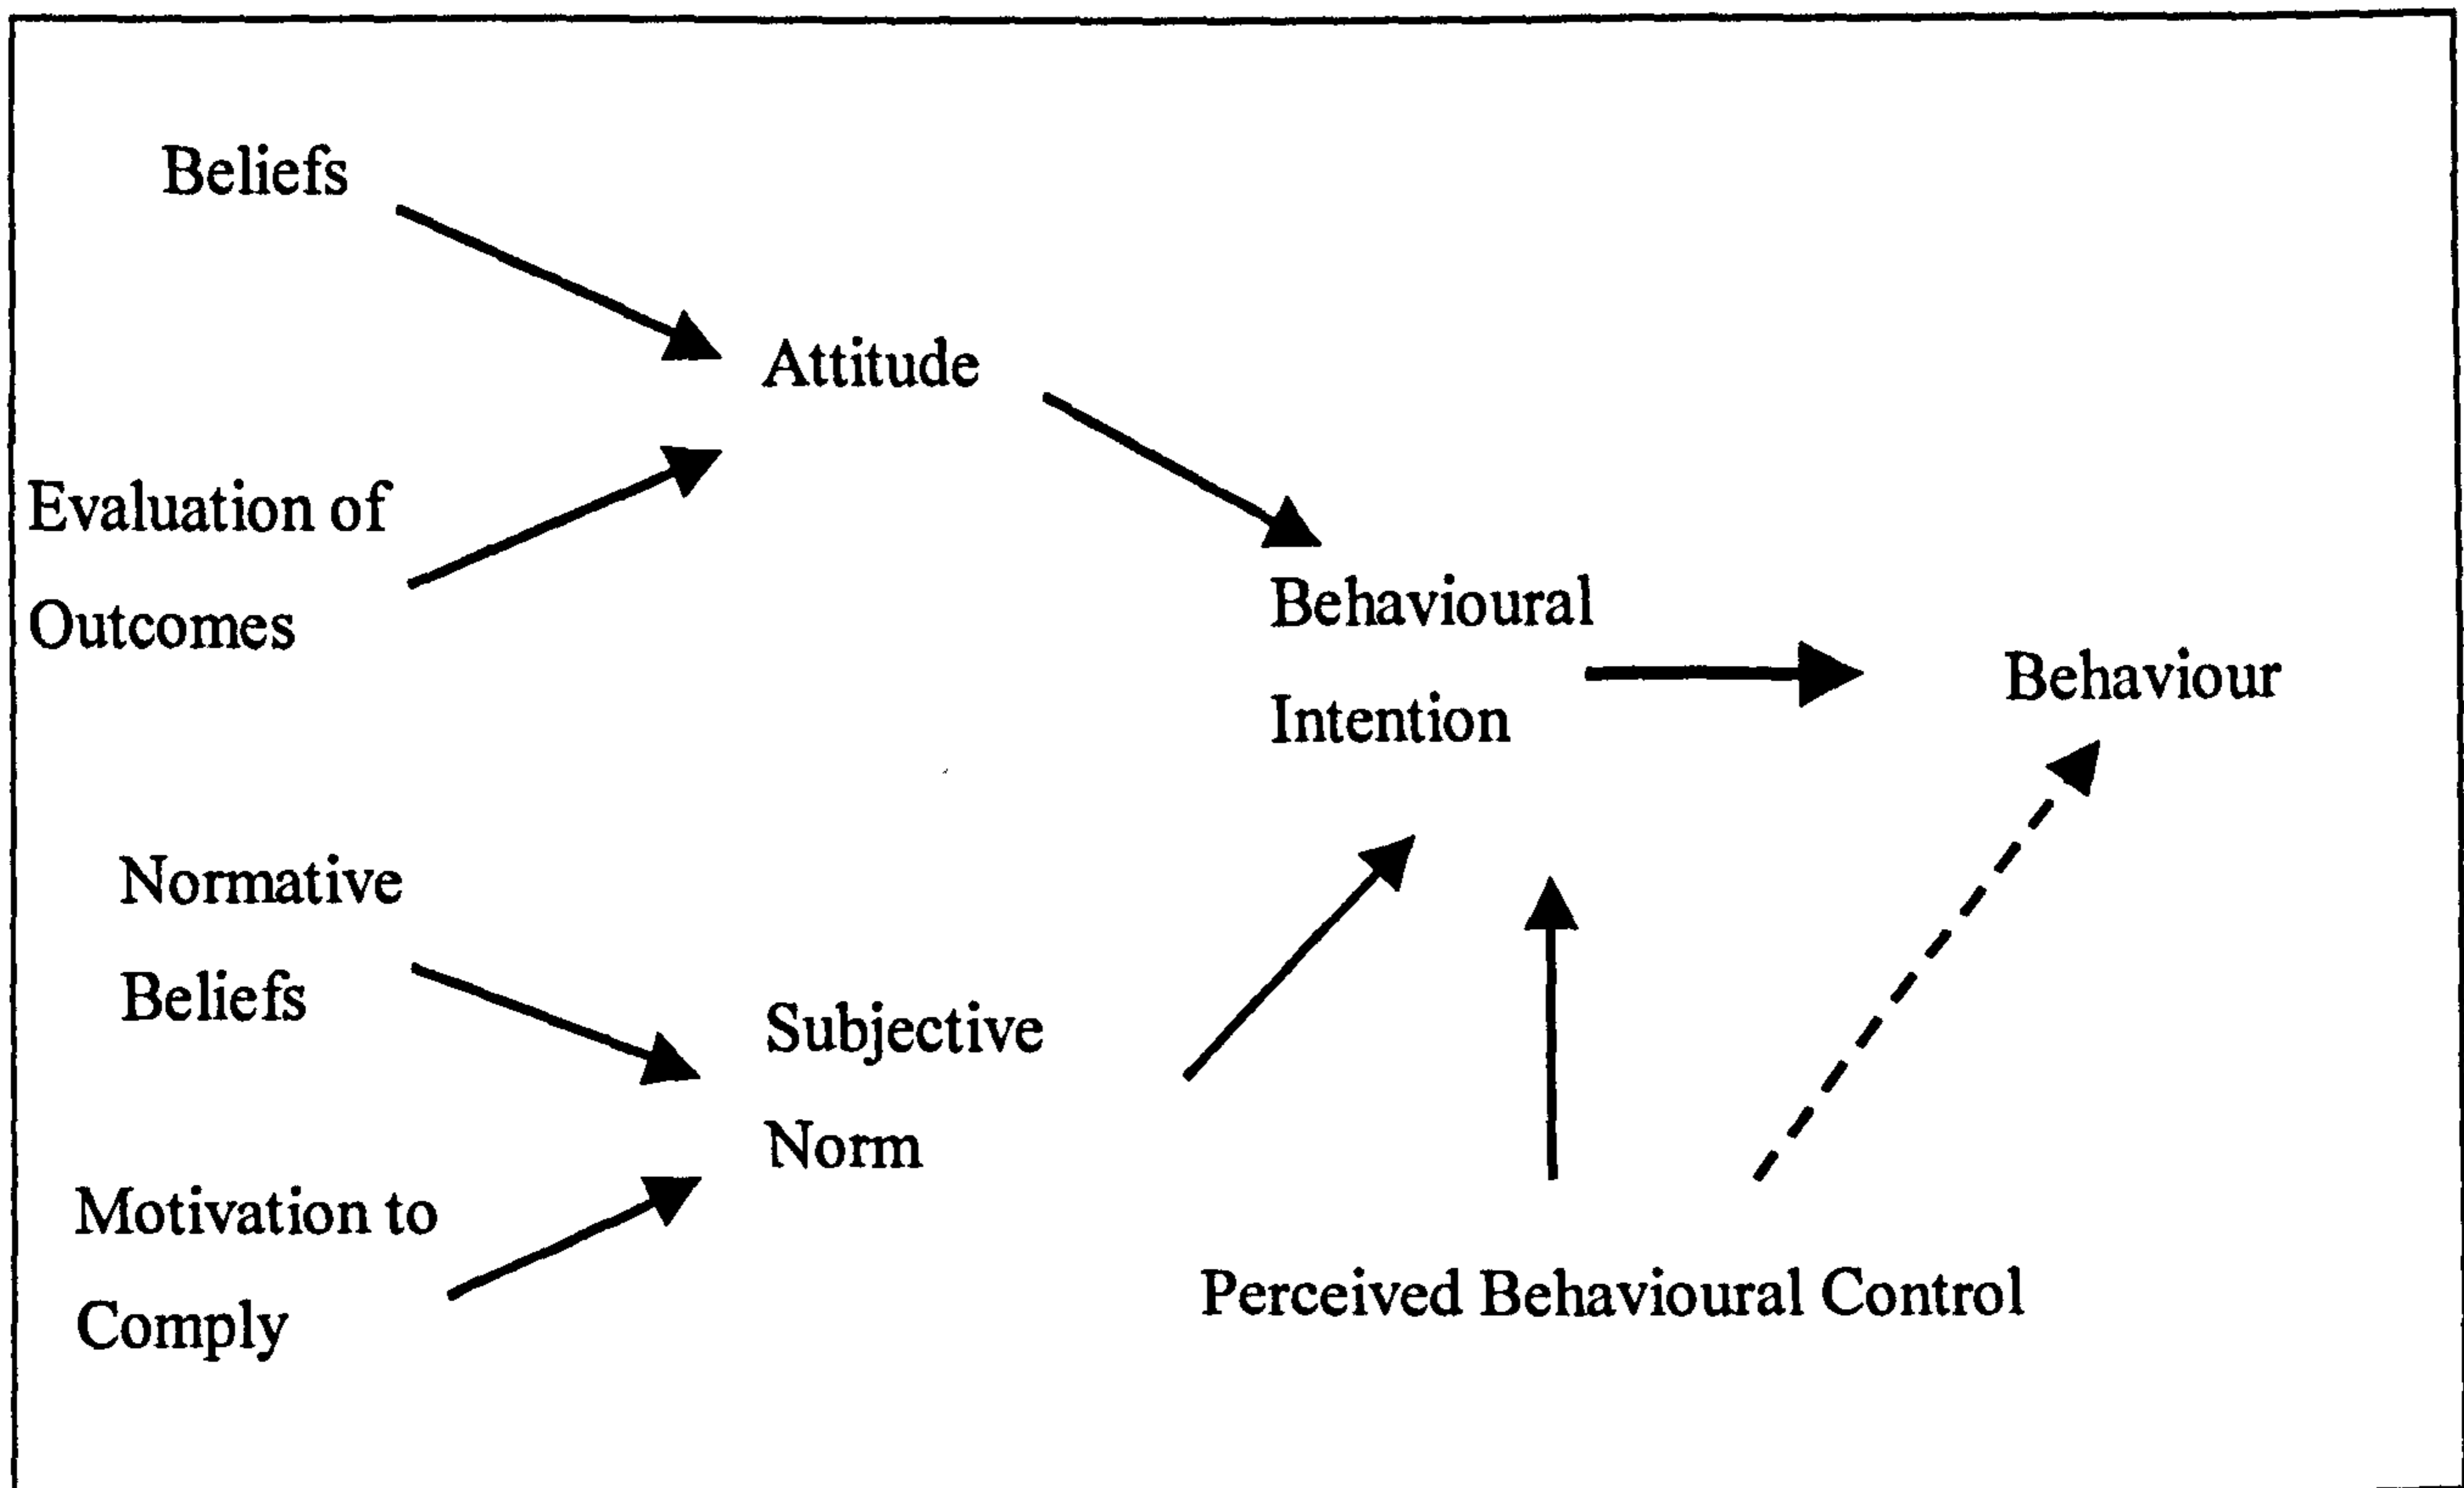 Beliefs
Attitude
Evaluation of
Outcomes
Behavioural
Intention
Behaviour
Normative
Beliefs
Subjective
Norm
Motivation to
Comply
Perceived Behavioural Control